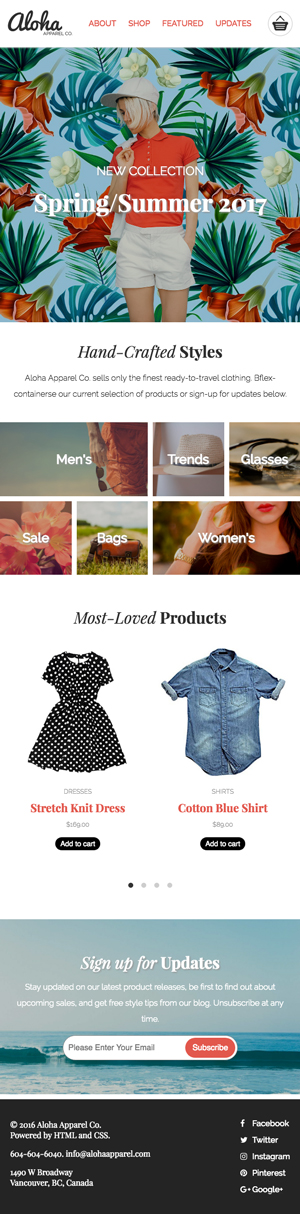 Aloha
APPAREL CO
ABOUT SHOP FEATURED UPDATES
NEW COLLECTION
Spring/Summer 2017
Hand-Crafted Styles
Aloha Apparel Co. sells only the finest ready-to-travel clothing. Bflex-
containerse our current selection of products or sign-up for updates below.
Men's
Trends
Glasses
Sale
Bags
Women's
Most-Loved Products
DRESSES
Stretch Knit Dress
$169.00
Add to cart
SHIRTS
Cotton Blue Shirt
$89.00
Add to cart
Sign up for Updates
Stay updated on our latest product releases, be first to find out about
upcoming sales, and get free style tips from our blog. Unsubscribe at any
time.
Please Enter Your Email
Subscribe
© 2016 Aloha Apparel Co.
Powered by HTML and CSS.
604-604-6040. info@alohaapparel.com
1490 W Broadway
Vancouver, BC, Canada
Facebook
Twitter
Instagram
Pinterest
Google+